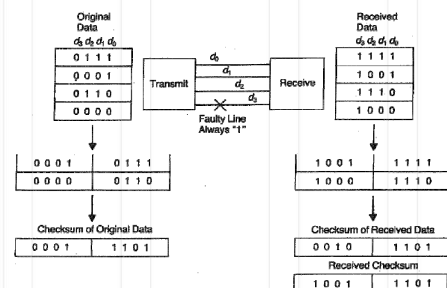 Original
Data
d3 d2 d1 d0
0 1 1 1
0 0 0 1
0 1 1 0
0 0 0 0
Transmit
d0
d1
d2
d3
Faulty Line
Always "1"
Receive
Received
Data
d3 d2 d1 d0
1 1 1 1
1 0 0 1
1 1 1 0
1 0 0 0
0 0 0 1 0 1 1 1
0 0 0 0 0 1 1 0
1 0 0 1 1 1 1 1
1 0 0 0 1 1 1 0
Checksum of Original Data
0 0 0 1 1 1 0 1
Checksum of Received Data
0 0 1 0 1 1 0 1
Received Checksum
1 0 0 1 1 1 0 1